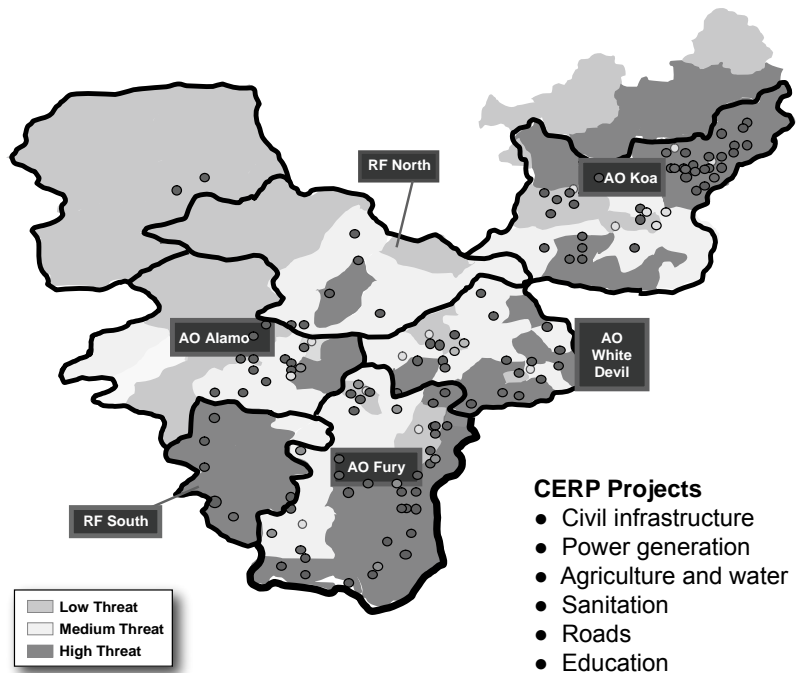 RF North
AO Koa
AO Alamo
AO
White
Devil
AO Fury
RF South
CERP Projects
● Civil infrastructure
● Power generation
● Agriculture and water
● Sanitation
● Roads
● Education
Low Threat
Medium Threat
High Threat